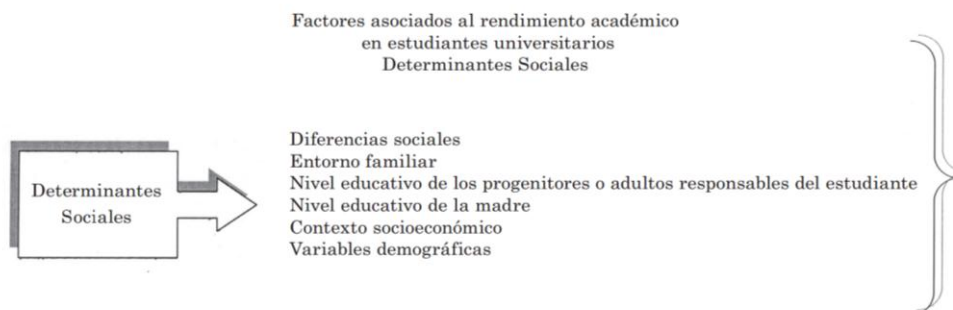 Factores asociados al rendimiento académico
en estudiantes universitarios
Determinantes Sociales
Determinantes
Sociales
Diferencias sociales
Entorno familiar
Nivel educativo de los progenitores o adultos responsables del estudiante
Nivel educativo de la madre
Contexto socioeconómico
Variables demográficas